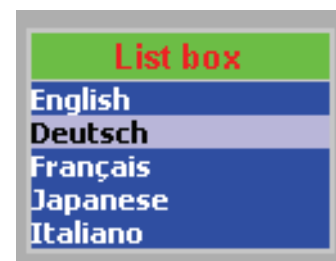 List box
English
Deutsch
Français
Japanese
Italiano